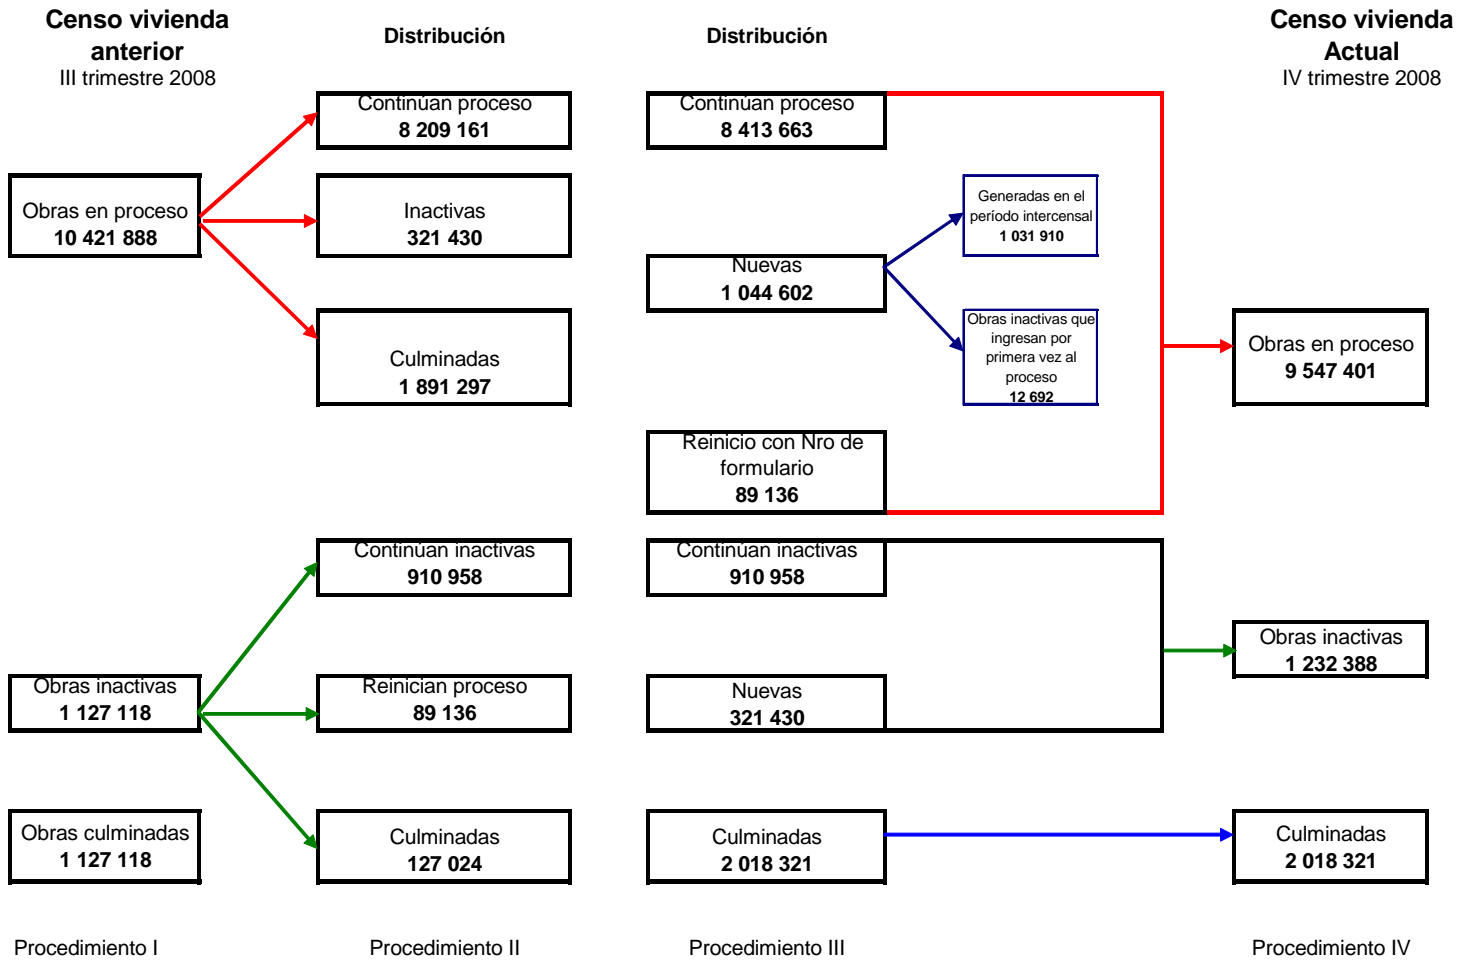 Censo vivienda
anterior
III trimestre 2008
Distribución
Distribución
Censo vivienda
Actual
IV trimestre 2008
Continúan proceso
8 209 161
Continúan proceso
8 413 663
Obras en proceso
10 421 888
Inactivas
321 430
Generadas en el
período intercensal
1 031 910
Nuevas
1 044 602
Culminadas
1 891 297
Obras inactivas que
ingresan por
primera vez al
proceso
12 692
Obras en proceso
9 547 401
Reinicio con Nro de
formulario
89 136
Continúan inactivas
910 958
Continúan inactivas
910 958
Obras inactivas
1 232 388
Obras inactivas
1 127 118
Reinician proceso
89 136
Nuevas
321 430
Obras culminadas
1 127 118
Culminadas
127 024
Culminadas
2 018 321
Culminadas
2 018 321
Procedimiento I
Procedimiento II
Procedimiento III
Procedimiento IV